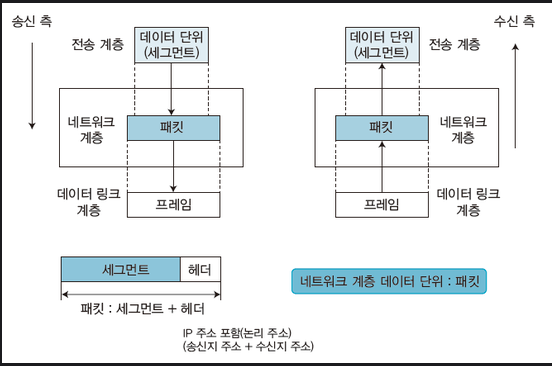 송신 측
수신 측
전송 계층
데이터 단위
(세그먼트)
데이터 단위
(세그먼트)
전송 계층
네트워크
계층
패킷
패킷
네트워크
계층
데이터 링크
계층
프레임
프레임
데이터 링크
계층
세그먼트
헤더
패킷 : 세그먼트 + 헤더
네트워크 계층 데이터 단위 : 패킷
IP 주소 포함(논리 주소)
(송신지 주소 + 수신지 주소)